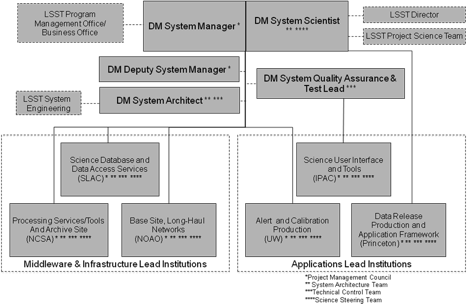 LSST Program
Management Office/
Business Office
DM System Manager*
DM System Scientist
** ****
LSST Director
LSST Project Science Team
DM Deputy System Manager*
DM System Quality Assurance &
Test Lead***
LSST System
Engineering
DM System Architect** ***
Science Database and
Data Access Services
(SLAC)* ** *** ****
Science User Interface
and Tools
(IPAC)* ** *** ****
Processing Services/Tools
And Archive Site
(NCSA)* ** *** ****
Base Site, Long-Haul
Networks
(NOAO)* ** *** ****
Alert and Calibration
Production
(UW)* ** *** ****
Data Release
Production and
Application Framework
(Princeton)* ** *** ****
Middleware & Infrastructure Lead Institutions
Applications Lead Institutions
*Project Management Council
** System Architecture Team
***Technical Control Team
****Science Steering Team